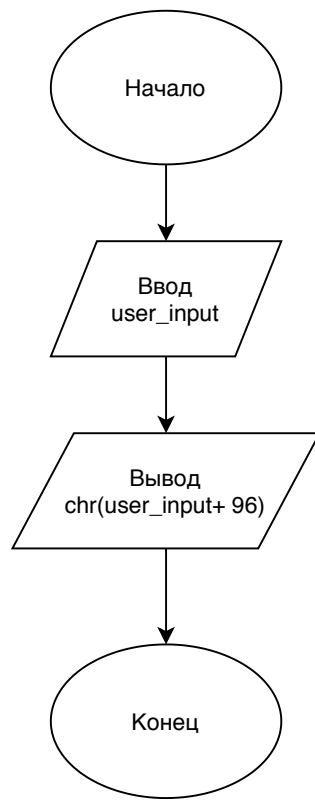 Начало
Ввод
user_input
Вывод
chr(user_input+ 96)
Конец